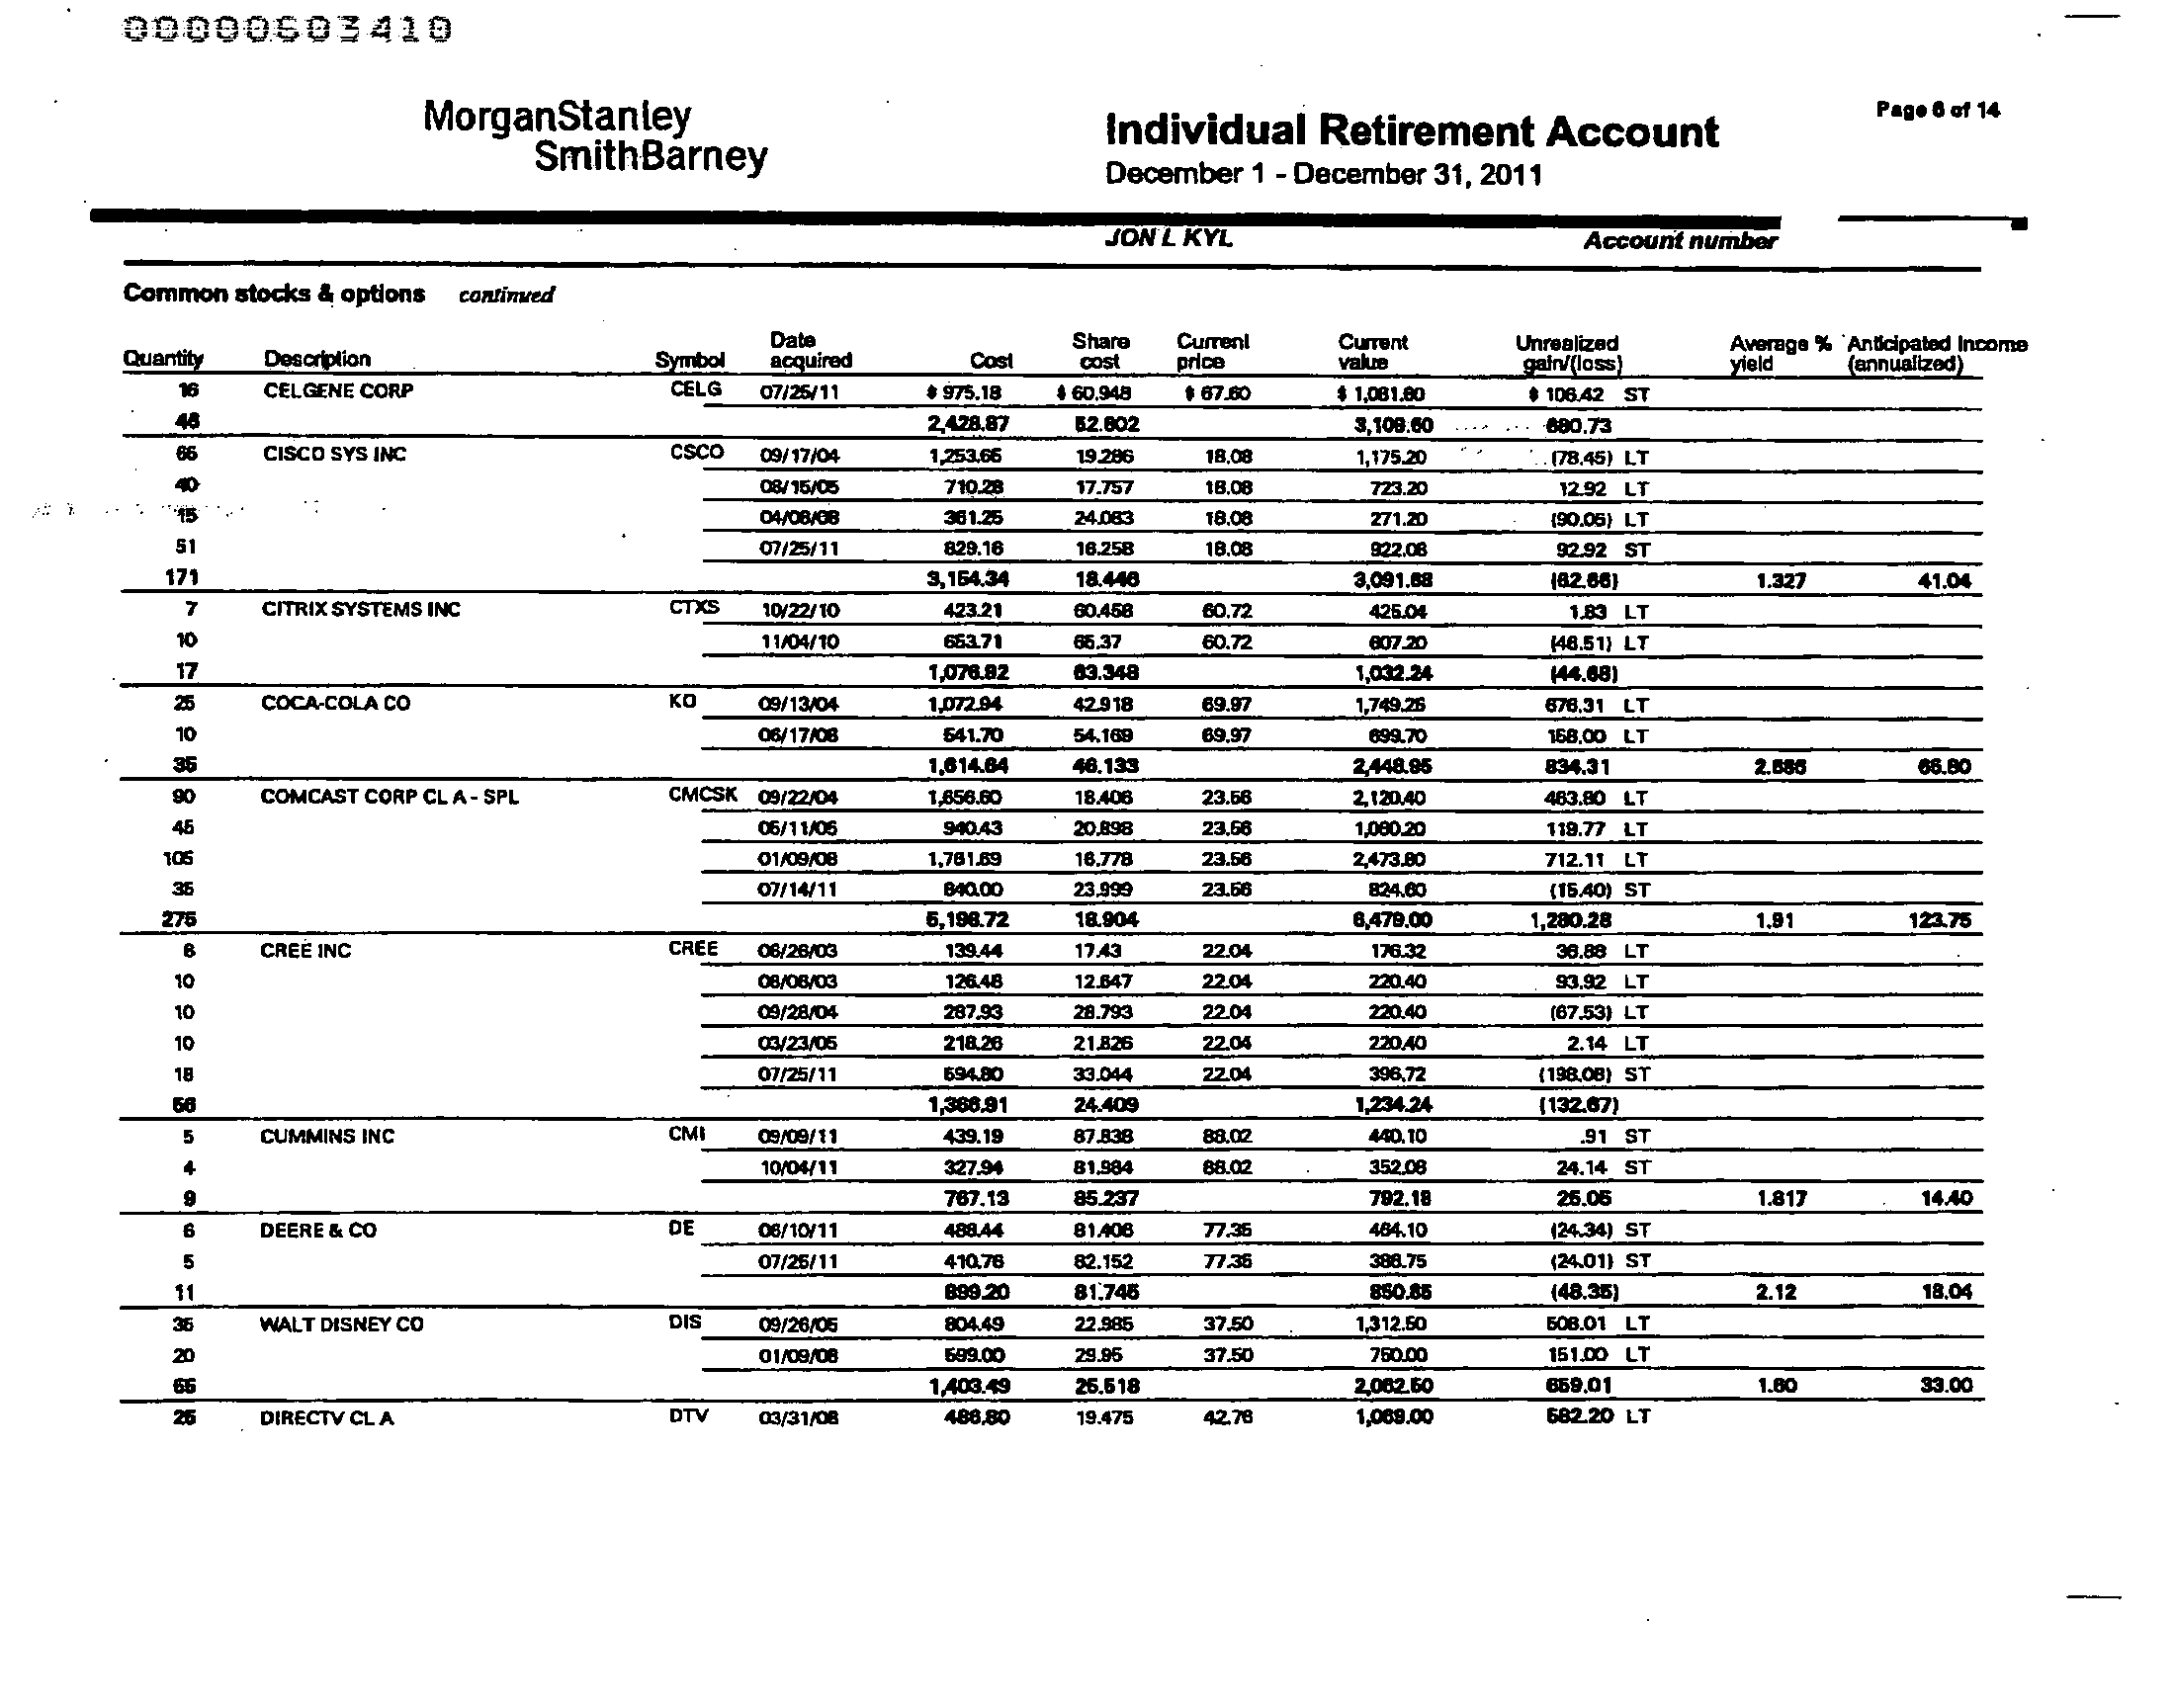 00000603410
MorganStanley
SmithBarney
Individual Retirement Account
December 1 - December 31, 2011
Page 6 of 14
JON L KYL Account number
Common stocks & options continued
Quantity Description Symbol Date acquired Cost Share cost Current price Current value Unrealized gain/(loss) Average % yield Anticipated Income (annualized)
16 CELGENE CORP CELG 07/25/11 $ 975.18 $ 60.948 $ 67.60 $ 1,081.60 $ 106.42 ST
46 2,428.87 52.802 3,109.60 680.73
65 CISCO SYS INC CSCO 09/17/04 1,253.65 19.286 18.08 1,175.20 (78.45) LT
40 08/15/05 710.28 17.757 18.08 723.20 12.92 LT
15 361.25 24.083 18.08 271.20 (90.05) LT
51 07/25/11 829.16 16.258 18.08 922.08 92.92 ST
171 3,154.34 18.446 3,091.68 (62.66) 1.327 41.04
7 CITRIX SYSTEMS INC CTXS 10/22/10 423.21 60.458 60.72 425.04 1.83 LT
10 11/04/10 653.71 65.37 60.72 607.20 (46.51) LT
17 1,076.92 63.348 1,032.24 (44.68)
25 COCA-COLA CO KO 09/13/04 1,072.94 42.918 69.97 1,749.25 676.31 LT
10 06/17/08 541.70 54.169 69.97 699.70 158.00 LT
35 1,614.64 46.133 2,448.95 834.31 2.686 65.80
90 COMCAST CORP CL A - SPL CMCSK 09/22/04 1,656.60 18.406 23.56 2,120.40 463.80 LT
45 940.43 20.898 23.56 1,060.20 119.77 LT
105 01/09/08 1,761.69 16.778 23.56 2,473.80 712.11 LT
35 07/14/11 840.00 23.999 23.56 824.60 (15.40) ST
275 5,198.72 18.904 6,479.00 1,280.28 1.91 123.75
8 CREE INC CREE 06/26/03 139.44 17.43 22.04 176.32 36.88 LT
10 126.48 12.647 22.04 220.40 93.92 LT
10 09/28/04 287.93 28.793 22.04 220.40 (67.53) LT
10 03/23/05 218.26 21.826 22.04 220.40 2.14 LT
18 07/25/11 594.80 33.044 22.04 396.72 (198.08) ST
56 1,366.91 24.409 1,234.24 (132.67)
5 CUMMINS INC CMI 09/09/11 439.19 87.838 88.02 440.10 .91 ST
4 10/04/11 327.94 81.984 88.02 352.08 24.14 ST
9 767.13 85.237 792.18 25.05 1.817 14.40
6 DEERE & CO DE 06/10/11 488.44 81.406 77.35 464.10 (24.34) ST
5 07/25/11 410.76 82.152 77.35 386.75 (24.01) ST
11 899.20 81.745 850.85 (48.35) 2.12 18.04
35 WALT DISNEY CO DIS 09/26/05 804.49 22.985 37.50 1,312.50 508.01 LT
20 01/09/08 599.00 29.95 37.50 750.00 151.00 LT
55 1,403.49 25.518 2,062.50 659.01 1.60 33.00
25 DIRECTV CL A DTV 03/31/08 486.80 19.475 42.76 1,069.00 582.20 LT